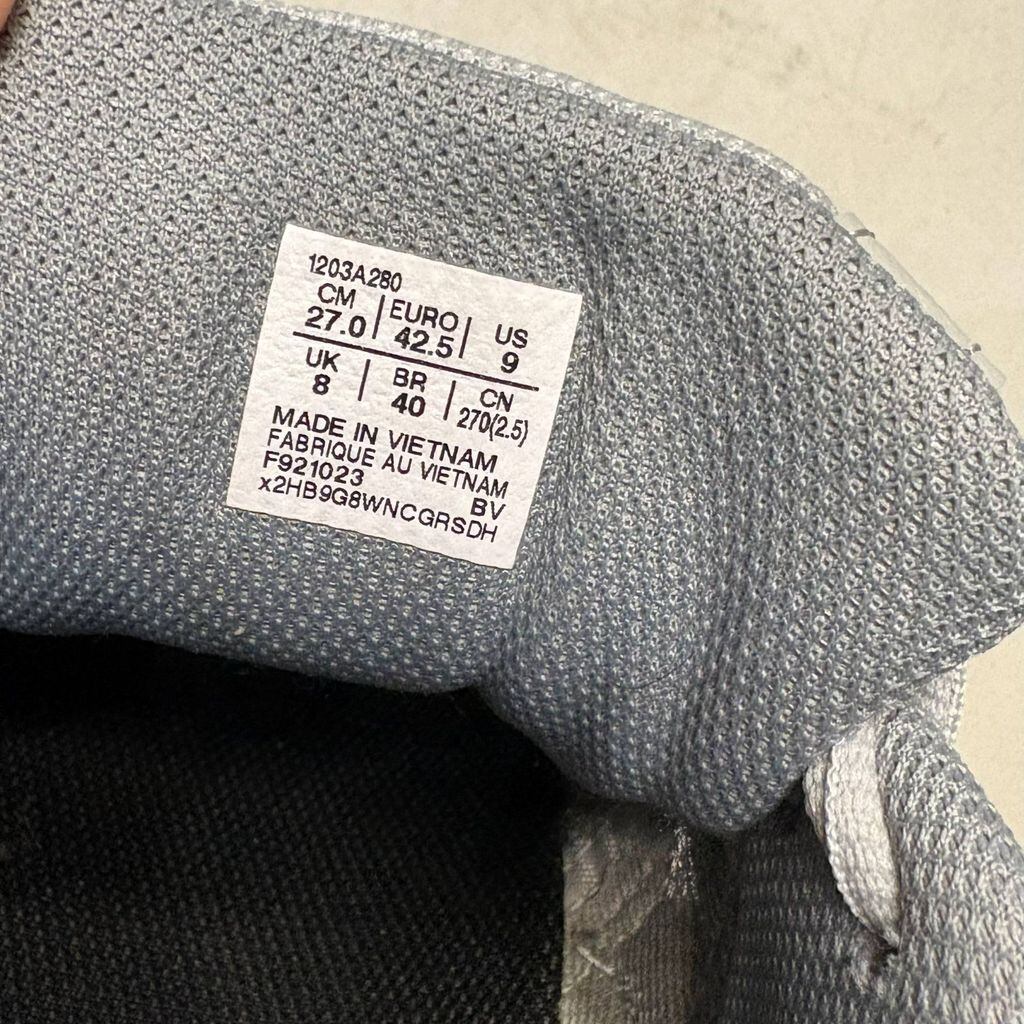 1203A280
CM EURO US
27.0 42.5 9
UK BR CN
8 40 270(2.5)
MADE IN VIETNAM
FABRIQUE AU VIETNAM
F921023 BV
x2HB9G8WNCGRSDH